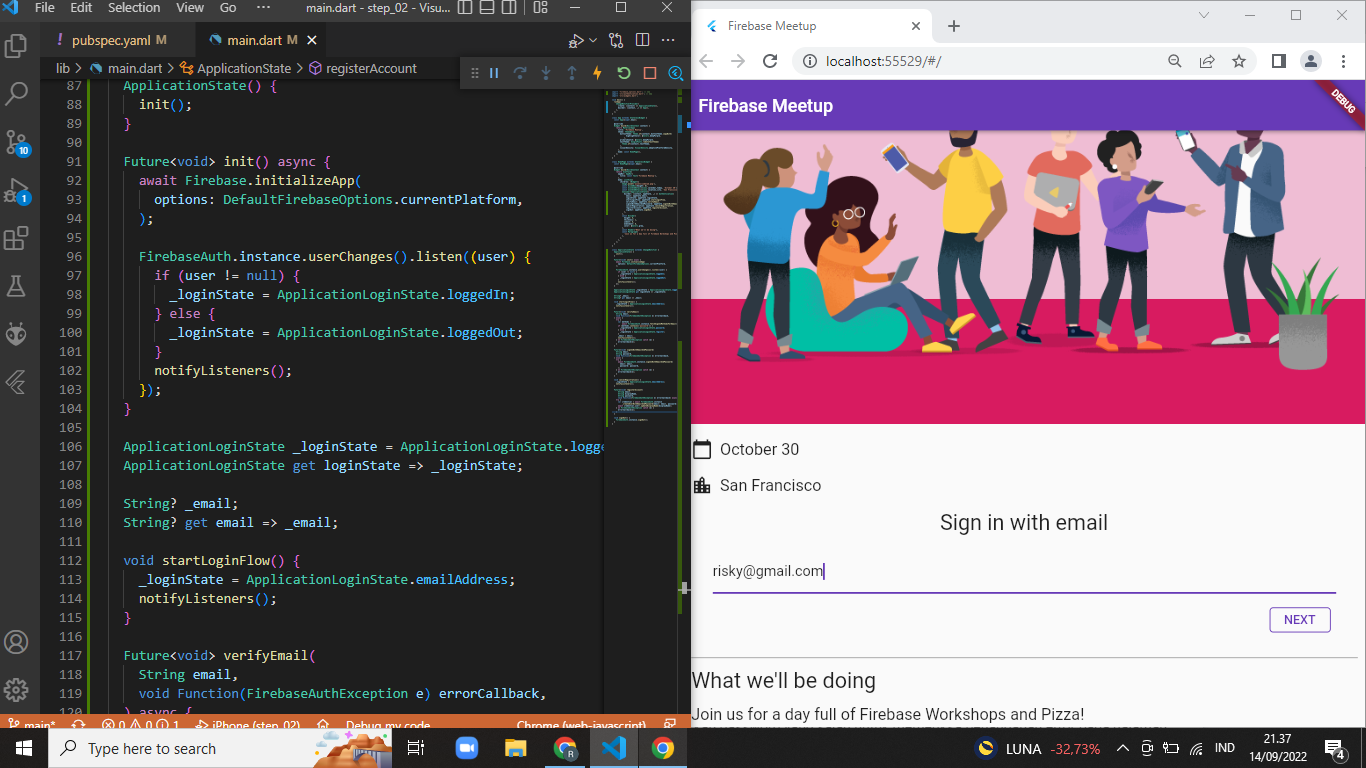 File Edit Selection View Go ··· main.dart - step_02 - Visu...
! pubspec.yaml M main.dart M
lib > main.dart > ApplicationState > registerAccount
87 ApplicationState() {
88 init();
89 }
90
91 Future<void> init() async {
92 await Firebase.initializeApp(
93 options: DefaultFirebaseOptions.currentPlatform,
94 );
95
96 FirebaseAuth.instance.userChanges().listen((user) {
97 if (user != null) {
98 _loginState = ApplicationLoginState.loggedIn;
99 } else {
100 _loginState = ApplicationLoginState.loggedOut;
101 }
102 notifyListeners();
103 });
104 }
105
106 ApplicationLoginState _loginState = ApplicationLoginState.logge
107 ApplicationLoginState get loginState => _loginState;
108
109 String? _email;
110 String? get email => _email;
111
112 void startLoginFlow() {
113 _loginState = ApplicationLoginState.emailAddress;
114 notifyListeners();
115 }
116
117 Future<void> verifyEmail(
118 String email,
119 void Function(FirebaseAuthException e) errorCallback,
120 ) async {
10
1
main* 0 0 1 iPhone (step_02) Debug my code Chrome (web-javascript)
Firebase Meetup
localhost:55529/#/
Firebase Meetup
DEBUG
October 30
San Francisco
Sign in with email
risky@gmail.com
NEXT
What we'll be doing
Join us for a day full of Firebase Workshops and Pizza!
Type here to search
R
LUNA -32,73% IND 21.37
14/09/2022
4